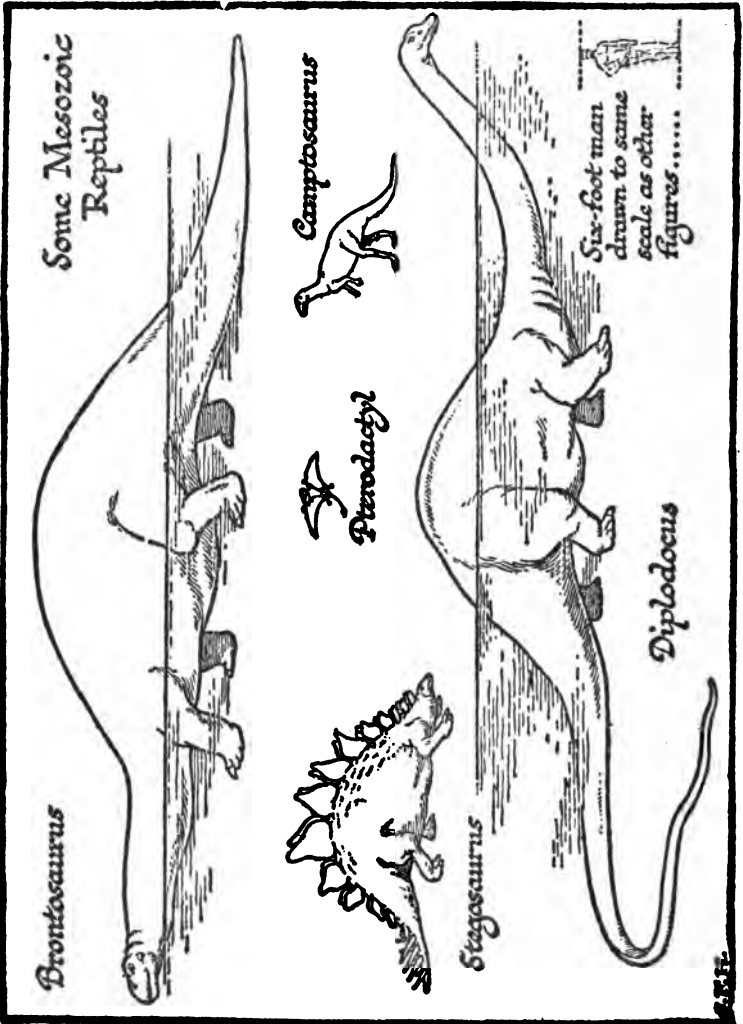 Some Mesozoic
Reptiles
Brontosaurus
Camptosaurus
Pterodactyl
Stegosaurus
Six-foot man
drawn to same
scale as other
figures......
Diplodocus